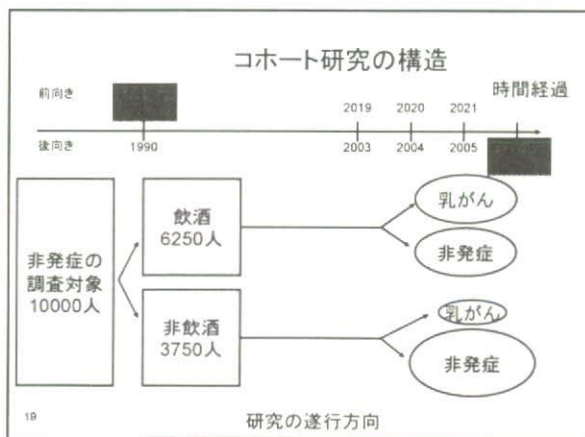 コホート研究の構造
前向き
時間経過
2019 2020 2021
後向き
1990
2003 2004 2005
非発症の
調査対象
10000人
飲酒
6250人
乳がん
非発症
非飲酒
3750人
乳がん
非発症
19
研究の遂行方向